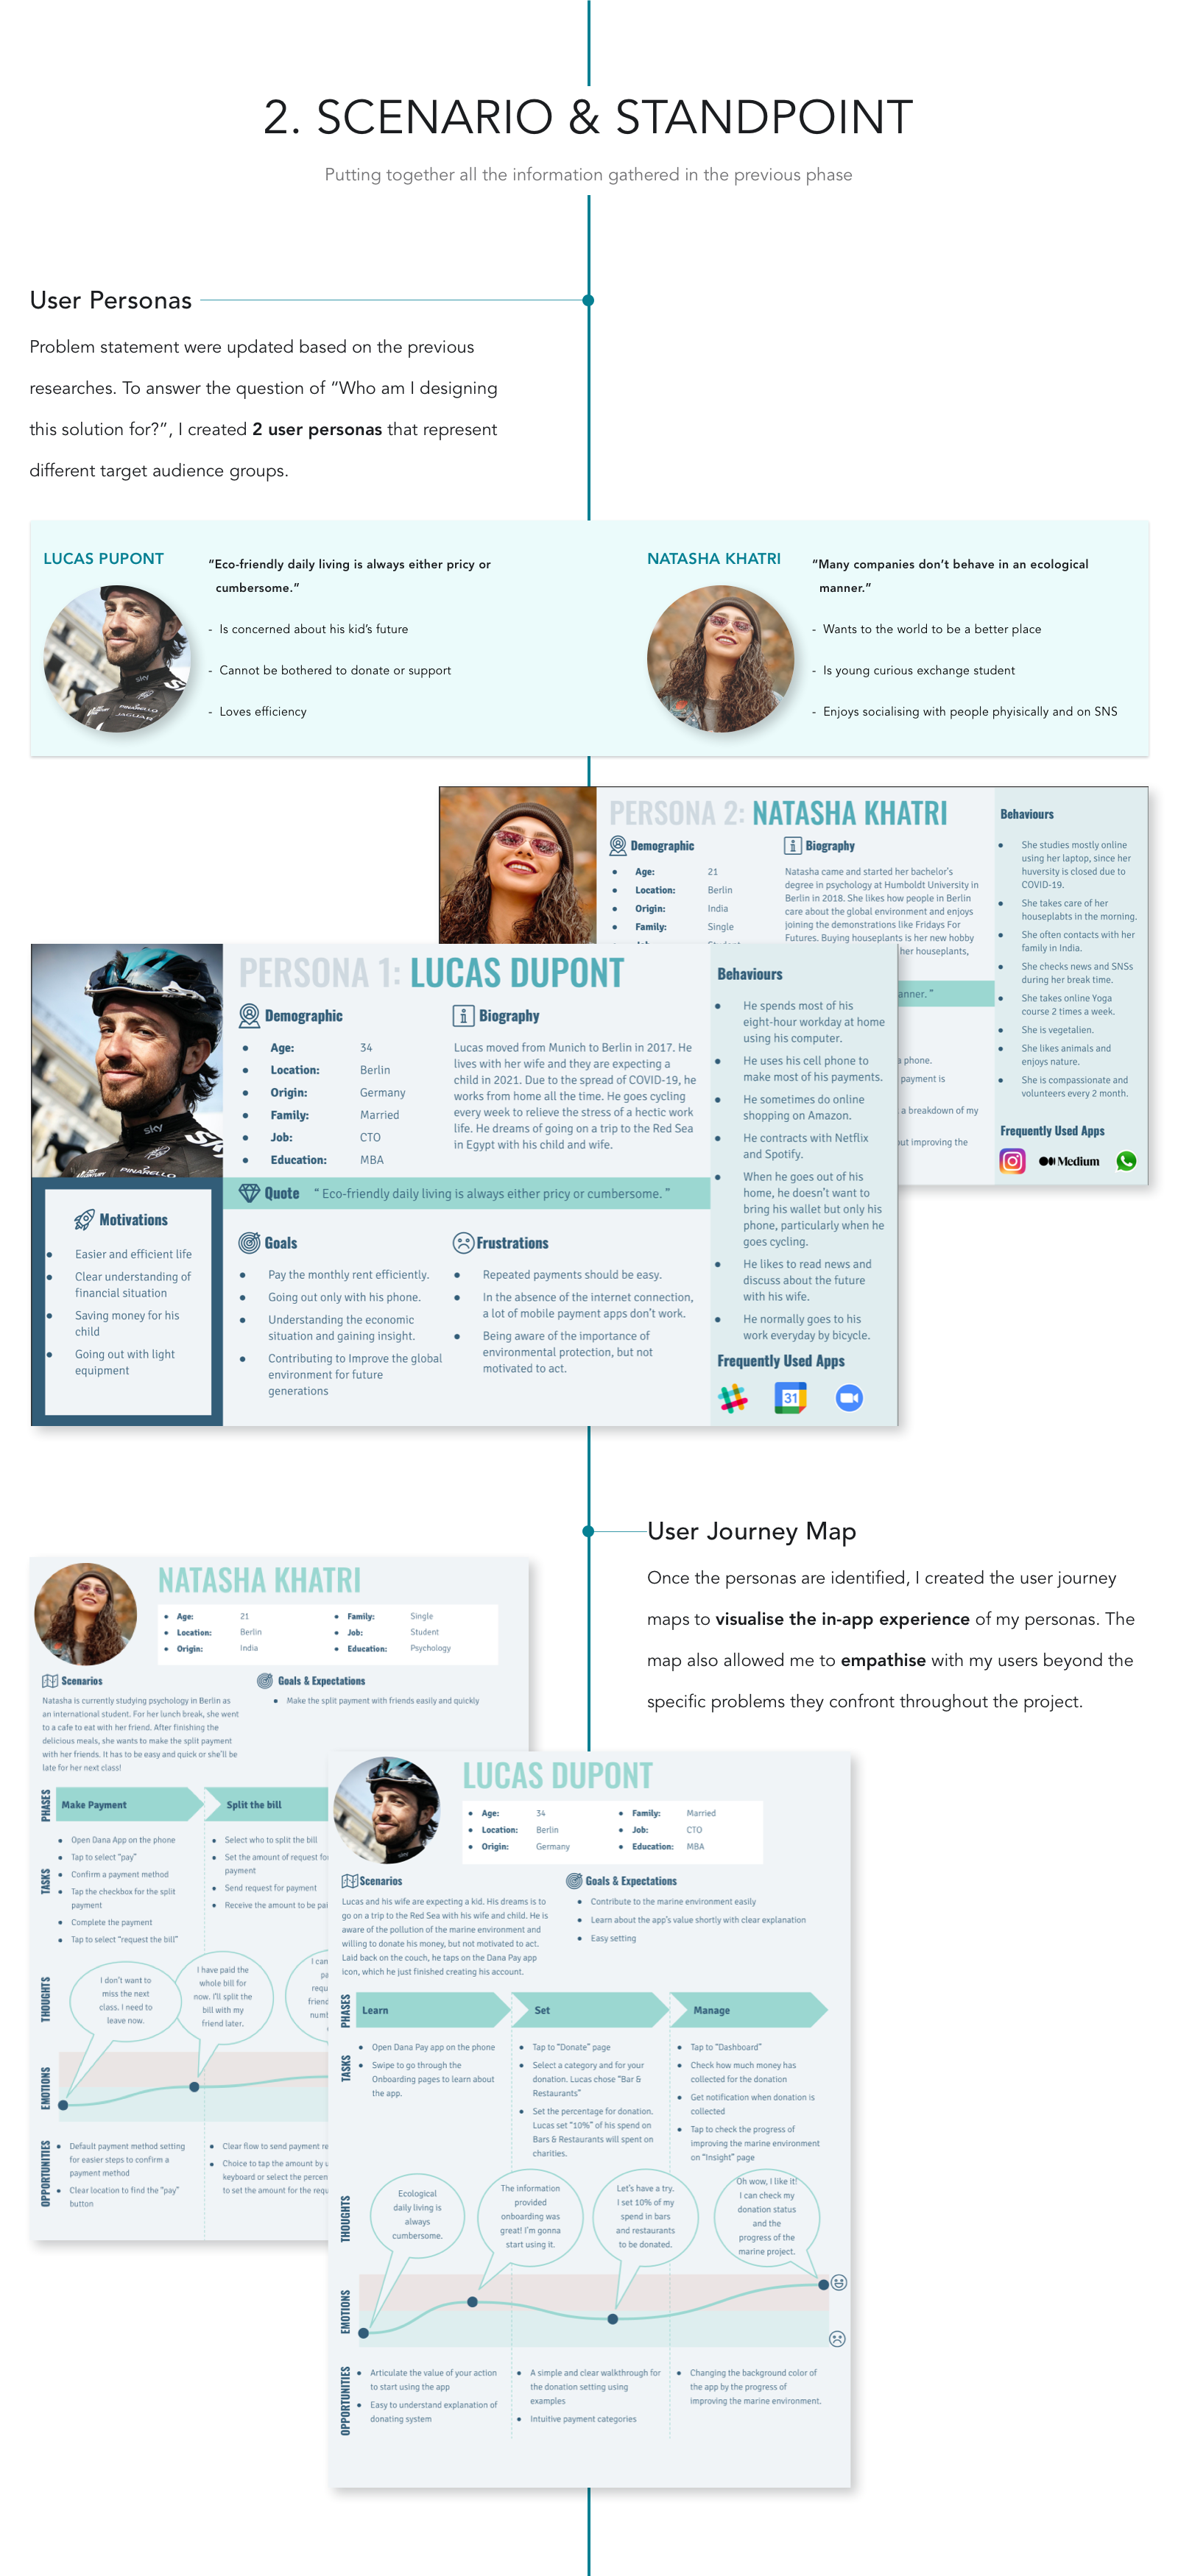 2. SCENARIO & STANDPOINT
Putting together all the information gathered in the previous phase
User Personas
Problem statement were updated based on the previous
researches. To answer the question of “Who am I designing
this solution for?”, I created 2 user personas that represent
different target audience groups.
LUCAS PUPONT
“Eco-friendly daily living is always either pricy or
cumbersome.”
- Is concerned about his kid’s future
- Cannot be bothered to donate or support
- Loves efficiency
sky
PINARELLO
JAGUAR
NATASHA KHATRI
“Many companies don’t behave in an ecological
manner.”
- Wants to the world to be a better place
- Is young curious exchange student
- Enjoys socialising with people phyisically and on SNS
PERSONA 2: NATASHA KHATRI
Demographic
Age: 21
Location: Berlin
Origin: India
Family: Single
Biography
Natasha came and started her bachelor’s
degree in psychology at Humboldt University in
Berlin in 2018. She likes how people in Berlin
care about the global environment and enjoys
joining the demonstrations like Fridays For
Futures. Buying houseplants is her new hobby
her houseplants,
anner. ”
a phone.
payment is
a breakdown of my
out improving the
Behaviours
She studies mostly online
using her laptop, since her
huversity is closed due to
COVID-19.
She takes care of her
houseplabts in the morning.
She often contacts with her
family in India.
She checks news and SNSs
during her break time.
She takes online Yoga
course 2 times a week.
She is vegetalien.
She likes animals and
enjoys nature.
She is compassionate and
volunteers every 2 month.
Frequently Used Apps
Medium
PERSONA 1: LUCAS DUPONT
Demographic
Age: 34
Location: Berlin
Origin: Germany
Family: Married
Job: CTO
Education: MBA
Biography
Lucas moved from Munich to Berlin in 2017. He
lives with her wife and they are expecting a
child in 2021. Due to the spread of COVID-19, he
works from home all the time. He goes cycling
every week to relieve the stress of a hectic work
life. He dreams of going on a trip to the Red Sea
in Egypt with his child and wife.
sky
PINARELLO
Quote “ Eco-friendly daily living is always either pricy or cumbersome. ”
Motivations
Easier and efficient life
Clear understanding of
financial situation
Saving money for his
child
Going out with light
equipment
Goals
Pay the monthly rent efficiently.
Going out only with his phone.
Understanding the economic
situation and gaining insight.
Contributing to Improve the global
environment for future
generations
Frustrations
Repeated payments should be easy.
In the absence of the internet connection,
a lot of mobile payment apps don’t work.
Being aware of the importance of
environmental protection, but not
motivated to act.
Behaviours
He spends most of his
eight-hour workday at home
using his computer.
He uses his cell phone to
make most of his payments.
He sometimes do online
shopping on Amazon.
He contracts with Netflix
and Spotify.
When he goes out of his
home, he doesn’t want to
bring his wallet but only his
phone, particularly when he
goes cycling.
He likes to read news and
discuss about the future
with his wife.
He normally goes to his
work everyday by bicycle.
Frequently Used Apps
31
User Journey Map
Once the personas are identified, I created the user journey
maps to visualise the in-app experience of my personas. The
map also allowed me to empathise with my users beyond the
specific problems they confront throughout the project.
NATASHA KHATRI
Age: 21
Location: Berlin
Origin: India
Family: Single
Job: Student
Education: Psychology
Scenarios
Natasha is currently studying psychology in Berlin as
an international student. For her lunch break, she went
to a cafe to eat with her friend. After finishing the
delicious meals, she wants to make the split payment
with her friends. It has to be easy and quick or she’ll be
late for her next class!
Goals & Expectations
Make the split payment with friends easily and quickly
PHASES
Make Payment
Split the bill
TASKS
Open Dana App on the phone
Tap to select “pay”
Confirm a payment method
Tap the checkbox for the split
payment
Complete the payment
Tap to select “request the bill”
Select who to split the bill
Set the amount of request for
payment
Send request for payment
Receive the amount to be pai
THOUGHTS
I don’t want to
miss the next
class. I need to
leave now.
I have paid the
whole bill for
now. I’ll split the
bill with my
friend later.
I can
pa
requ
friend
numb
EMOTIONS
OPPORTUNITIES
Default payment method setting
for easier steps to confirm a
payment method
Clear location to find the “pay”
button
Clear flow to send payment re
Choice to tap the amount by u
keyboard or select the percen
to set the amount for the requ
LUCAS DUPONT
Age: 34
Location: Berlin
Origin: Germany
Family: Married
Job: CTO
Education: MBA
Scenarios
Lucas and his wife are expecting a kid. His dreams is to
go on a trip to the Red Sea with his wife and child. He is
aware of the pollution of the marine environment and
willing to donate his money, but not motivated to act.
Laid back on the couch, he taps on the Dana Pay app
icon, which he just finished creating his account.
Goals & Expectations
Contribute to the marine environment easily
Learn about the app’s value shortly with clear explanation
Easy setting
PHASES
Learn
Set
Manage
TASKS
Open Dana Pay app on the phone
Swipe to go through the
Onboarding pages to learn about
the app.
Tap to “Donate” page
Select a category and for your
donation. Lucas chose “Bar &
Restaurants”
Set the percentage for donation.
Lucas set “10%” of his spend on
Bars & Restaurants will spent on
charities.
Tap to “Dashboard”
Check how much money has
collected for the donation
Get notification when donation is
collected
Tap to check the progress of
improving the marine environment
on “Insight” page
THOUGHTS
Ecological
daily living is
always
cumbersome.
The information
provided
onboarding was
great! I’m gonna
start using it.
Let’s have a try.
I set 10% of my
spend in bars
and restaurants
to be donated.
Oh wow, I like it!
I can check my
donation status
and the
progress of the
marine project.
EMOTIONS
OPPORTUNITIES
Articulate the value of your action
to start using the app
Easy to understand explanation of
donating system
A simple and clear walkthrough for
the donation setting using
examples
Intuitive payment categories
Changing the background color of
the app by the progress of
improving the marine environment.